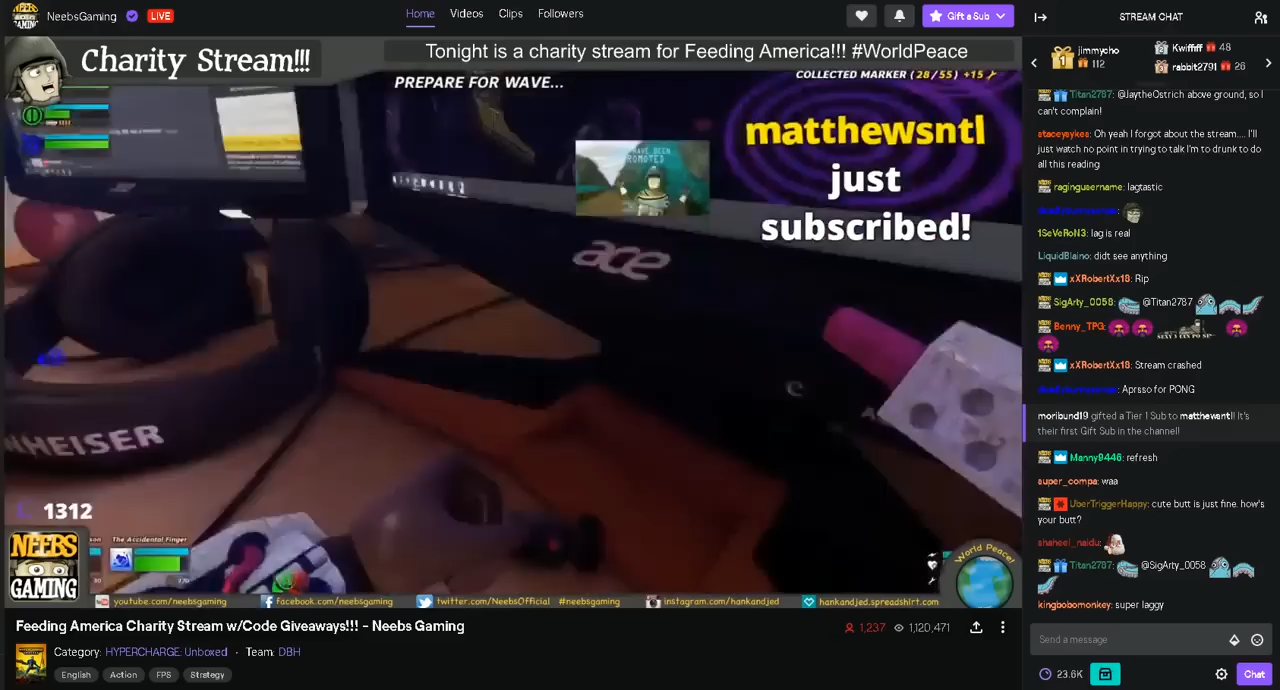 NeebsGaming
LIVE
Home
Videos
Clips
Followers
Gift a Sub
STREAM CHAT
jimmycho
112
Kwiffiff 48
rabbit2791 26
Charity Stream!!!
Tonight is a charity stream for Feeding America!!! #WorldPeace
PREPARE FOR WAVE...
COLLECTED MARKER (28/55) +15
matthewsntl
just
subscribed!
HAVE BEEN
PROMOTED
ace
NHEISER
1312
NEEBS
GAMING
The Accidental Finger
World Peace!
youtube.com/neebsgaming
facebook.com/neebsgaming
twitter.com/NeebsOfficial #neebsgaming
instagram.com/hankandjed
hankandjed.spreadshirt.com
Feeding America Charity Stream w/Code Giveaways!!! - Neebs Gaming
1,237
1,120,471
Category: HYPERCHARGE: Unboxed · Team: DBH
English
Action
FPS
Strategy
Titan2787: @JaytheOstrich above ground, so I
can't complain!
staceysykes: Oh yeah I forgot about the stream.... I'll
just watch no point in trying to talk I'm to drunk to do
all this reading
ragingusername: lagtastic
1SeVeRoN3: lag is real
LiquidBlaino: didt see anything
xXRobertXx18: Rip
SigArty_0058: @Titan2787
Benny_TPG:
xXRobertXx18: Stream crashed
Aprsso for PONG
moribund19 gifted a Tier 1 Sub to matthewsntl! It's
their first Gift Sub in the channel!
Manny9446: refresh
super_compa: waa
UberTriggerHappy: cute butt is just fine. how's
your butt?
shaheel_naidu:
Titan2787: @SigArty_0058
kingbobomonkey: super laggy
Send a message
23.6K
Chat